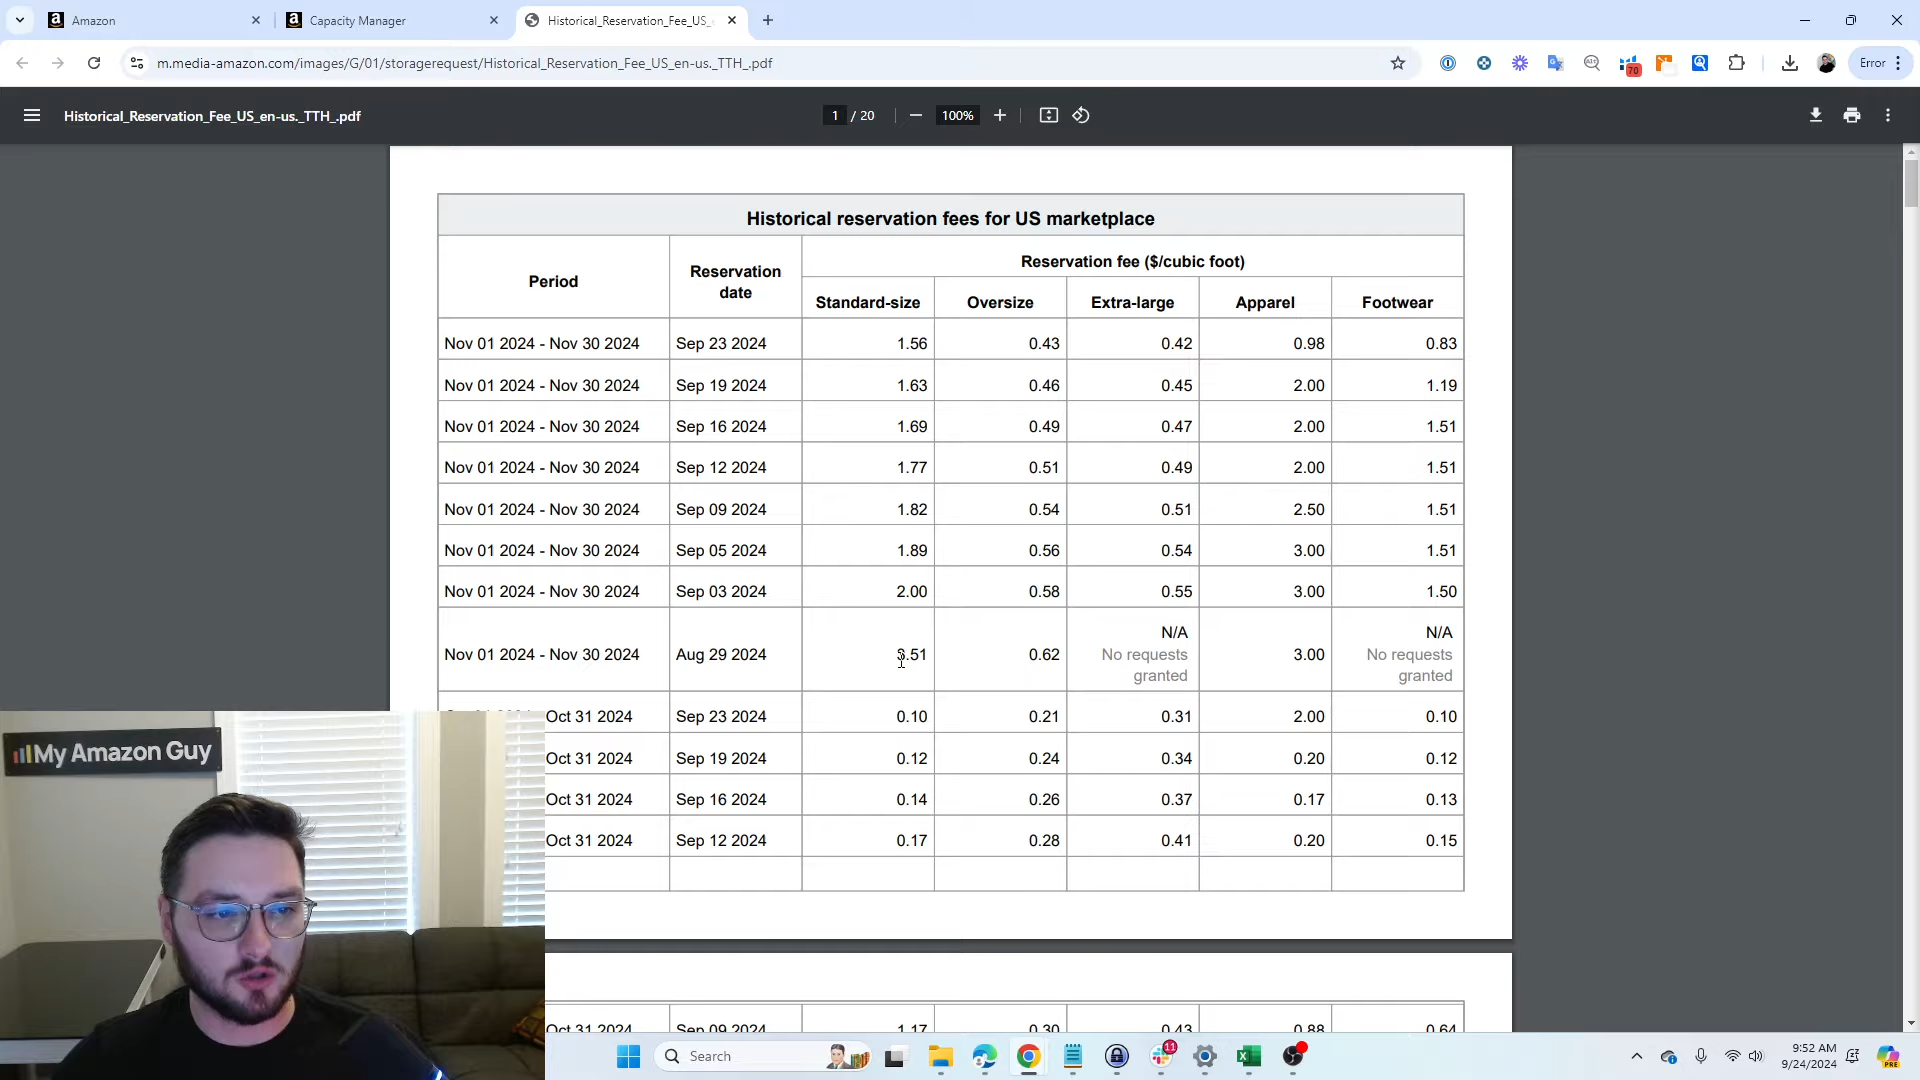 Amazon
Capacity Manager
Historical_Reservation_Fee_US_
m.media-amazon.com/images/G/01/storagerequest/Historical_Reservation_Fee_US_en-us._TTH_.pdf
70
Error
Historical_Reservation_Fee_US_en-us._TTH_.pdf
1 / 20
100%
Historical reservation fees for US marketplace
Period Reservation date Reservation fee ($/cubic foot)
Standard-size Oversize Extra-large Apparel Footwear
Nov 01 2024 - Nov 30 2024 Sep 23 2024 1.56 0.43 0.42 0.98 0.83
Nov 01 2024 - Nov 30 2024 Sep 19 2024 1.63 0.46 0.45 2.00 1.19
Nov 01 2024 - Nov 30 2024 Sep 16 2024 1.69 0.49 0.47 2.00 1.51
Nov 01 2024 - Nov 30 2024 Sep 12 2024 1.77 0.51 0.49 2.00 1.51
Nov 01 2024 - Nov 30 2024 Sep 09 2024 1.82 0.54 0.51 2.50 1.51
Nov 01 2024 - Nov 30 2024 Sep 05 2024 1.89 0.56 0.54 3.00 1.51
Nov 01 2024 - Nov 30 2024 Sep 03 2024 2.00 0.58 0.55 3.00 1.50
Nov 01 2024 - Nov 30 2024 Aug 29 2024 3.51 0.62 N/A No requests granted 3.00 N/A No requests granted
Oct 31 2024 Sep 23 2024 0.10 0.21 0.31 2.00 0.10
Oct 31 2024 Sep 19 2024 0.12 0.24 0.34 0.20 0.12
Oct 31 2024 Sep 16 2024 0.14 0.26 0.37 0.17 0.13
Oct 31 2024 Sep 12 2024 0.17 0.28 0.41 0.20 0.15
Oct 31 2024 Sep 09 2024 1.17 0.30 0.43 0.88 0.64
My Amazon Guy
Search
11
9:52 AM
9/24/2024
PRE